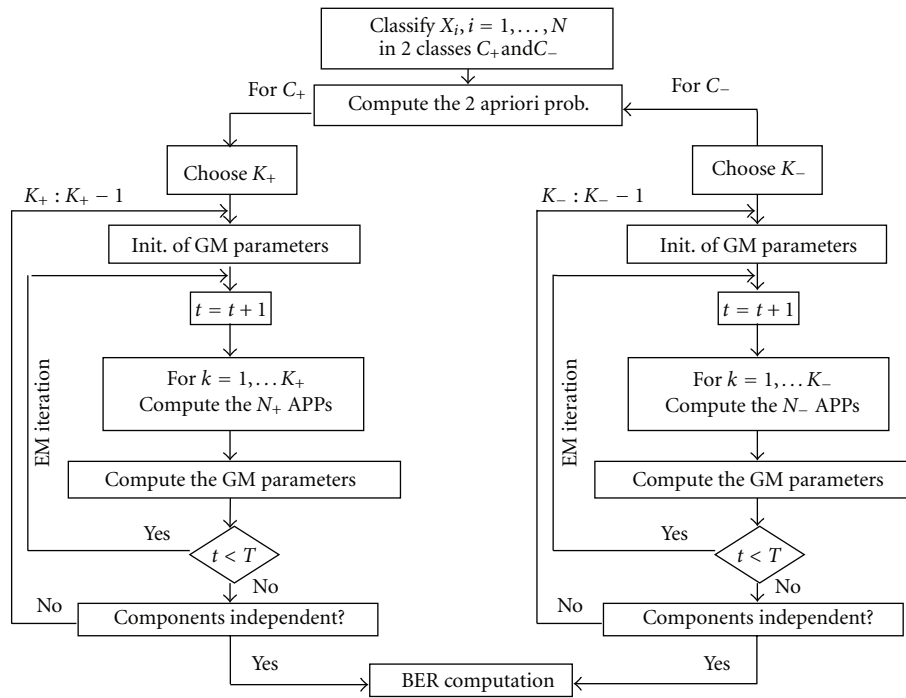 Classify X_i, i = 1, . . . , N
in 2 classes C_+ and C_−
For C_+
For C_−
Compute the 2 apriori prob.
Choose K_+
Choose K_−
K_+ : K_+ − 1
K_− : K_− − 1
Init. of GM parameters
Init. of GM parameters
t = t + 1
t = t + 1
EM iteration
For k = 1, . . . K_+
Compute the N_+ APPs
EM iteration
For k = 1, . . . K_−
Compute the N_− APPs
Compute the GM parameters
Compute the GM parameters
Yes
t < T
Yes
t < T
No
No
No
Components independent?
No
Components independent?
Yes
BER computation
Yes